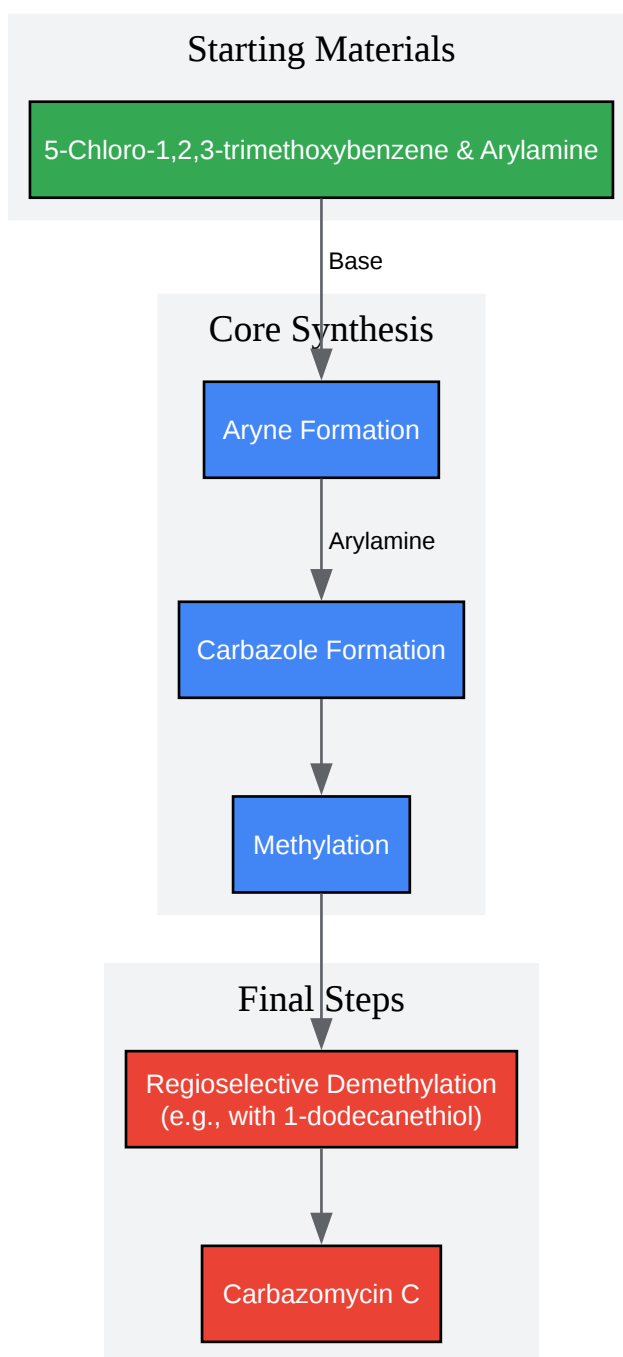 Starting Materials
5-Chloro-1,2,3-trimethoxybenzene & Arylamine
Base
Core Synthesis
Aryne Formation
Arylamine
Carbazole Formation
Methylation
Final Steps
Regioselective Demethylation
(e.g., with 1-dodecanethiol)
Carbazomycin C